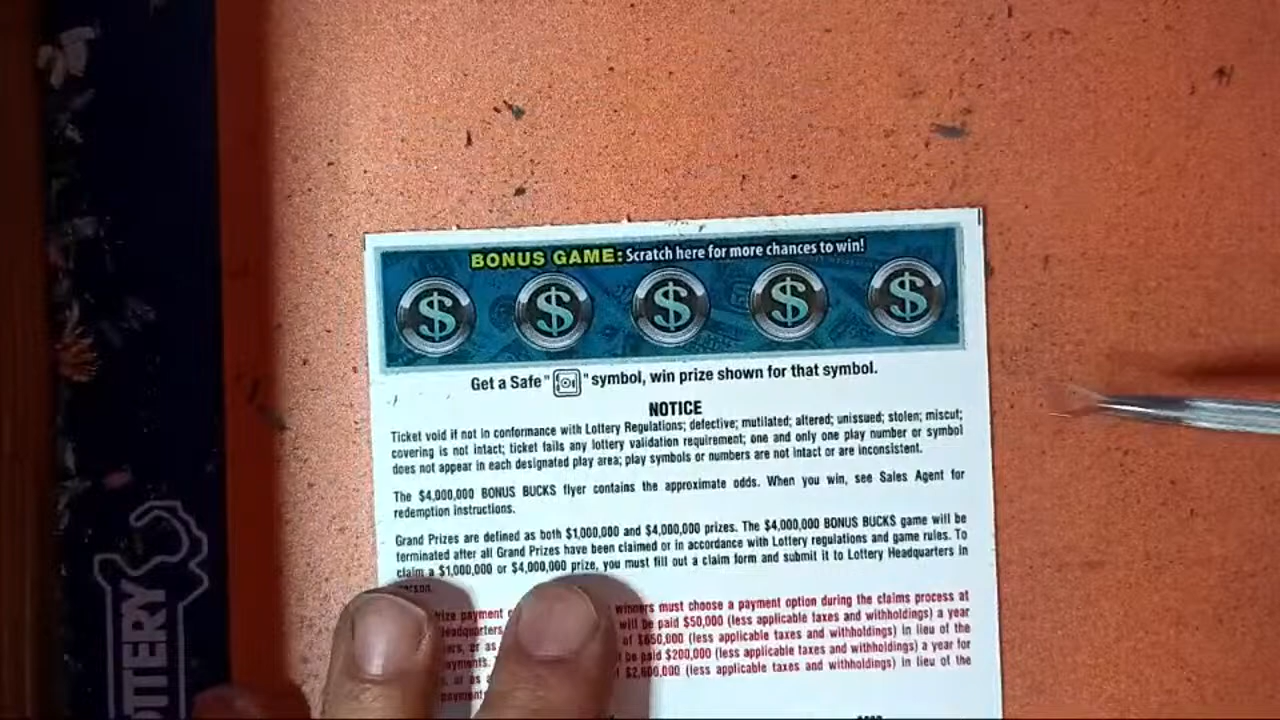 BONUS GAME: Scratch here for more chances to win!
$ $ $ $ $
Get a Safe " " symbol, win prize shown for that symbol.
NOTICE
Ticket void if not in conformance with Lottery Regulations; defective; mutilated; altered; unissued; stolen; miscut;
covering is not intact; ticket fails any lottery validation requirement; one and only one play number or symbol
does not appear in each designated play area; play symbols or numbers are not intact or are inconsistent.
The $4,000,000 BONUS BUCKS flyer contains the approximate odds. When you win, see Sales Agent for
redemption instructions.
Grand Prizes are defined as both $1,000,000 and $4,000,000 prizes. The $4,000,000 BONUS BUCKS game will be
terminated after all Grand Prizes have been claimed or in accordance with Lottery regulations and game rules. To
claim a $1,000,000 or $4,000,000 prize, you must fill out a claim form and submit it to Lottery Headquarters in
person.
payment winners must choose a payment option during the claims process at
Headquarters will be paid $50,000 (less applicable taxes and withholdings) a year
or as of $650,000 (less applicable taxes and withholdings) in lieu of the
be paid $200,000 (less applicable taxes and withholdings) a year for
or as $2,600,000 (less applicable taxes and withholdings) in lieu of the
LOTTERY